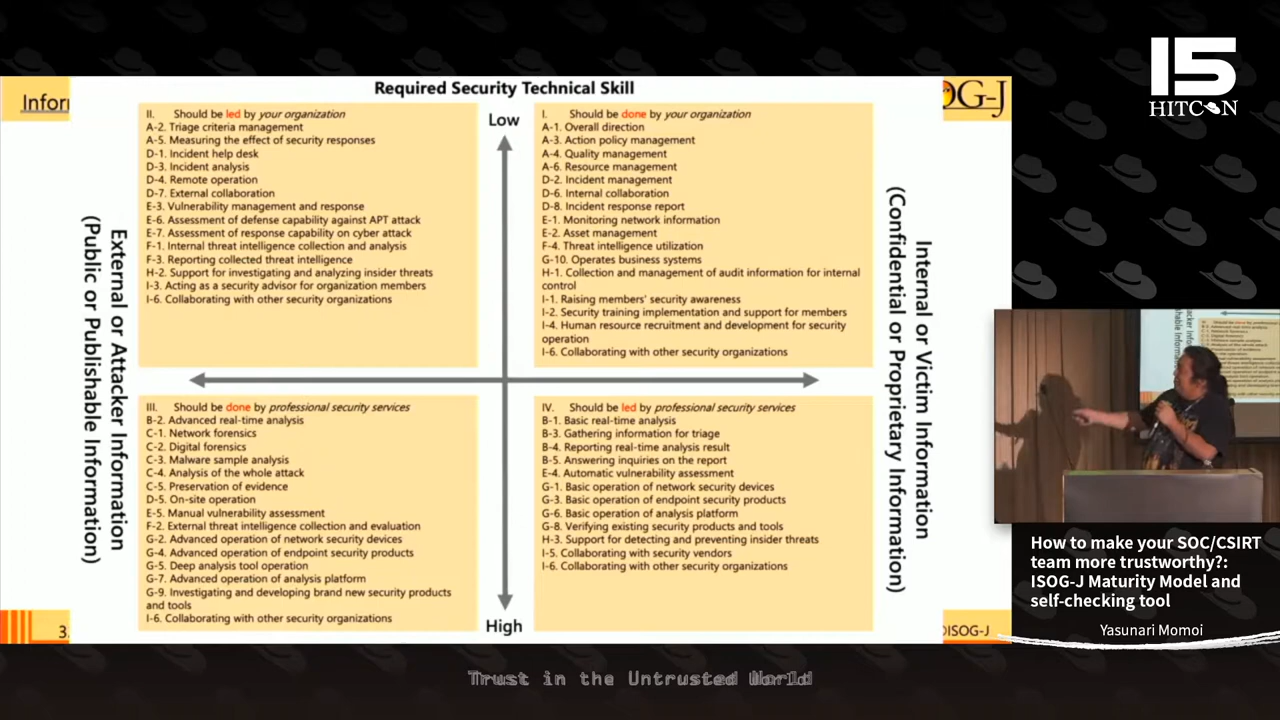 15
HITCON
Infor
OG-J
Required Security Technical Skill
Low
High
External or Attacker Information
(Public or Publishable Information)
Internal or Victim Information
(Confidential or Proprietary Information)
II. Should be led by your organization
A-2. Triage criteria management
A-5. Measuring the effect of security responses
D-1. Incident help desk
D-3. Incident analysis
D-4. Remote operation
D-7. External collaboration
E-3. Vulnerability management and response
E-6. Assessment of defense capability against APT attack
E-7. Assessment of response capability on cyber attack
F-1. Internal threat intelligence collection and analysis
F-3. Reporting collected threat intelligence
H-2. Support for investigating and analyzing insider threats
I-3. Acting as a security advisor for organization members
I-6. Collaborating with other security organizations
I. Should be done by your organization
A-1. Overall direction
A-3. Action policy management
A-4. Quality management
A-6. Resource management
D-2. Incident management
D-6. Internal collaboration
D-8. Incident response report
E-1. Monitoring network information
E-2. Asset management
F-4. Threat intelligence utilization
G-10. Operates business systems
H-1. Collection and management of audit information for internal
control
I-1. Raising members' security awareness
I-2. Security training implementation and support for members
I-4. Human resource recruitment and development for security
operation
I-6. Collaborating with other security organizations
III. Should be done by professional security services
B-2. Advanced real-time analysis
C-1. Network forensics
C-2. Digital forensics
C-3. Malware sample analysis
C-4. Analysis of the whole attack
C-5. Preservation of evidence
D-5. On-site operation
E-5. Manual vulnerability assessment
F-2. External threat intelligence collection and evaluation
G-2. Advanced operation of network security devices
G-4. Advanced operation of endpoint security products
G-5. Deep analysis tool operation
G-7. Advanced operation of analysis platform
G-9. Investigating and developing brand new security products
and tools
I-6. Collaborating with other security organizations
IV. Should be led by professional security services
B-1. Basic real-time analysis
B-3. Gathering information for triage
B-4. Reporting real-time analysis result
B-5. Answering inquiries on the report
E-4. Automatic vulnerability assessment
G-1. Basic operation of network security devices
G-3. Basic operation of endpoint security products
G-6. Basic operation of analysis platform
G-8. Verifying existing security products and tools
H-3. Support for detecting and preventing insider threats
I-5. Collaborating with security vendors
I-6. Collaborating with other security organizations
3
ISOG-J
How to make your SOC/CSIRT
team more trustworthy?:
ISOG-J Maturity Model and
self-checking tool
Yasunari Momoi
Trust in the Untrusted World